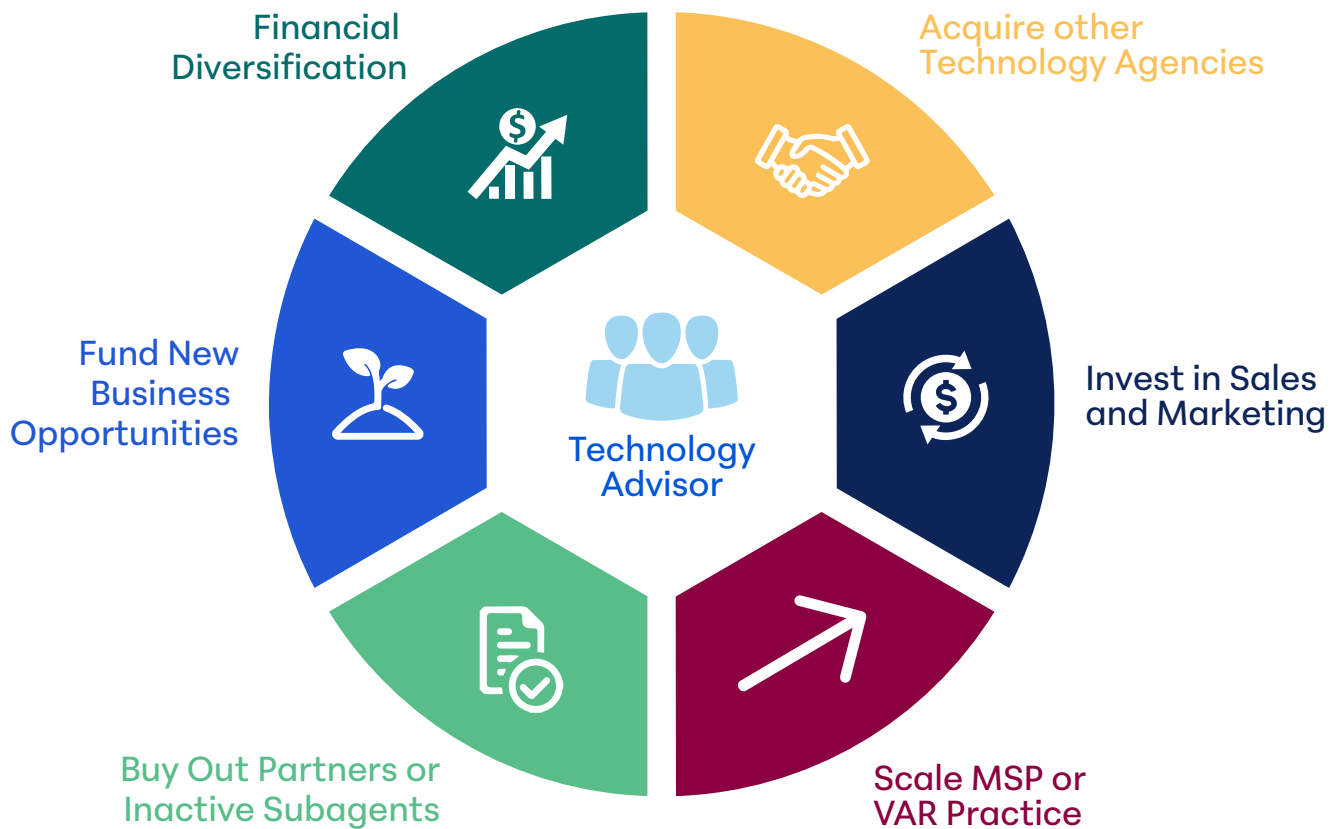 Financial
Diversification
Acquire other
Technology Agencies
Fund New
Business
Opportunities
Technology
Advisor
Invest in Sales
and Marketing
Buy Out Partners or
Inactive Subagents
Scale MSP or
VAR Practice
$
$